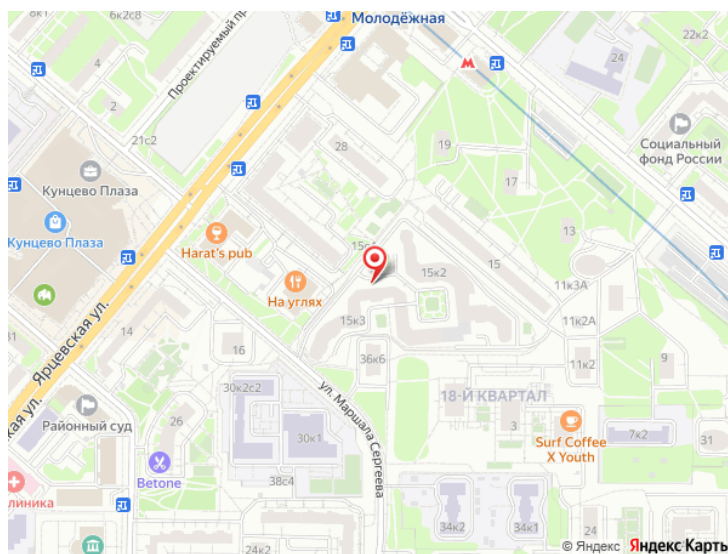 8к1
6к2с8
Молодёжная
22к2
24
4
2
Проектируемый пр
21с2
28
19
17
13
Социальный
фонд России
Кунцево Плаза
Кунцево Плаза
Harat's pub
На углях
15к2
15
11к3А
11к2А
11к2
9
15к3
36к6
14
16
Ярцевская ул.
кая ул.
30к2с2
30к1
ул. Маршала Сергеева
18-Й КВАРТАЛ
3
Surf Coffee
X Youth
7к2
31
Районный суд
26
Betone
линика
38с4
24к2
34к2
34к1
24
© Яндекс Яндекс Карты